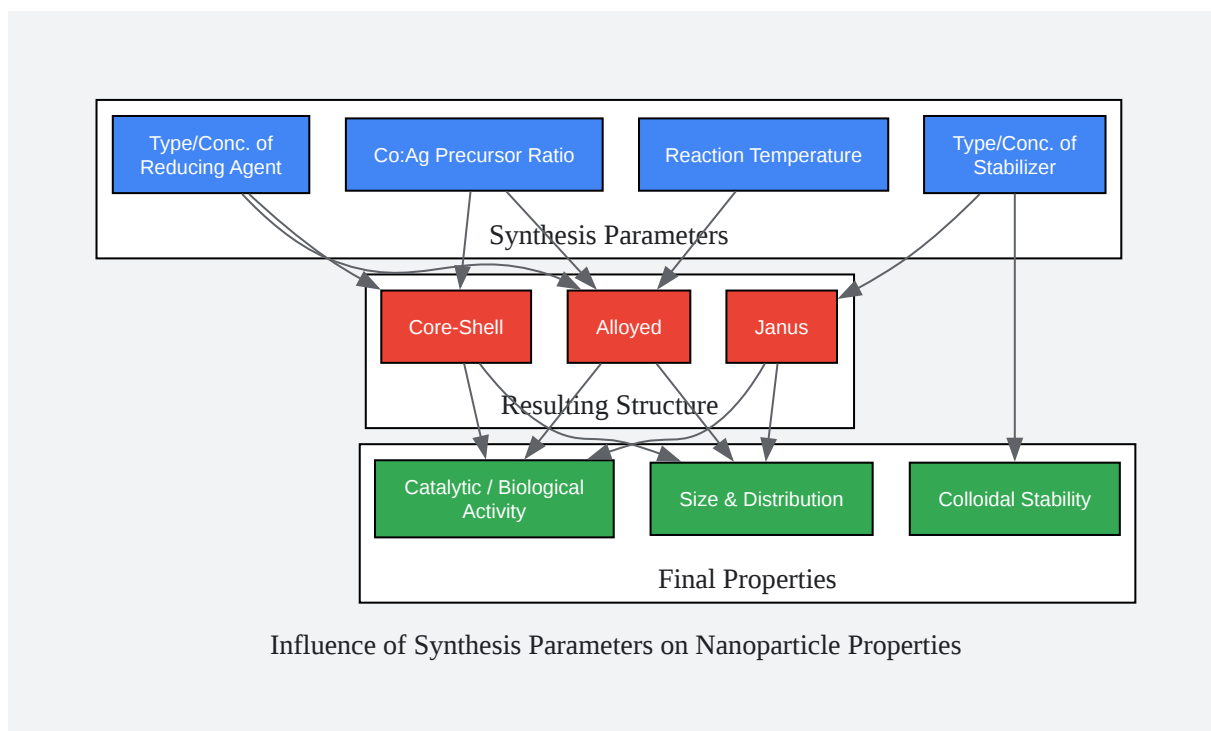 Type/Conc. of
Reducing Agent
Co:Ag Precursor Ratio
Reaction Temperature
Type/Conc. of
Stabilizer
Synthesis Parameters
Core-Shell
Alloyed
Janus
Resulting Structure
Catalytic / Biological
Activity
Size & Distribution
Colloidal Stability
Final Properties
Influence of Synthesis Parameters on Nanoparticle Properties